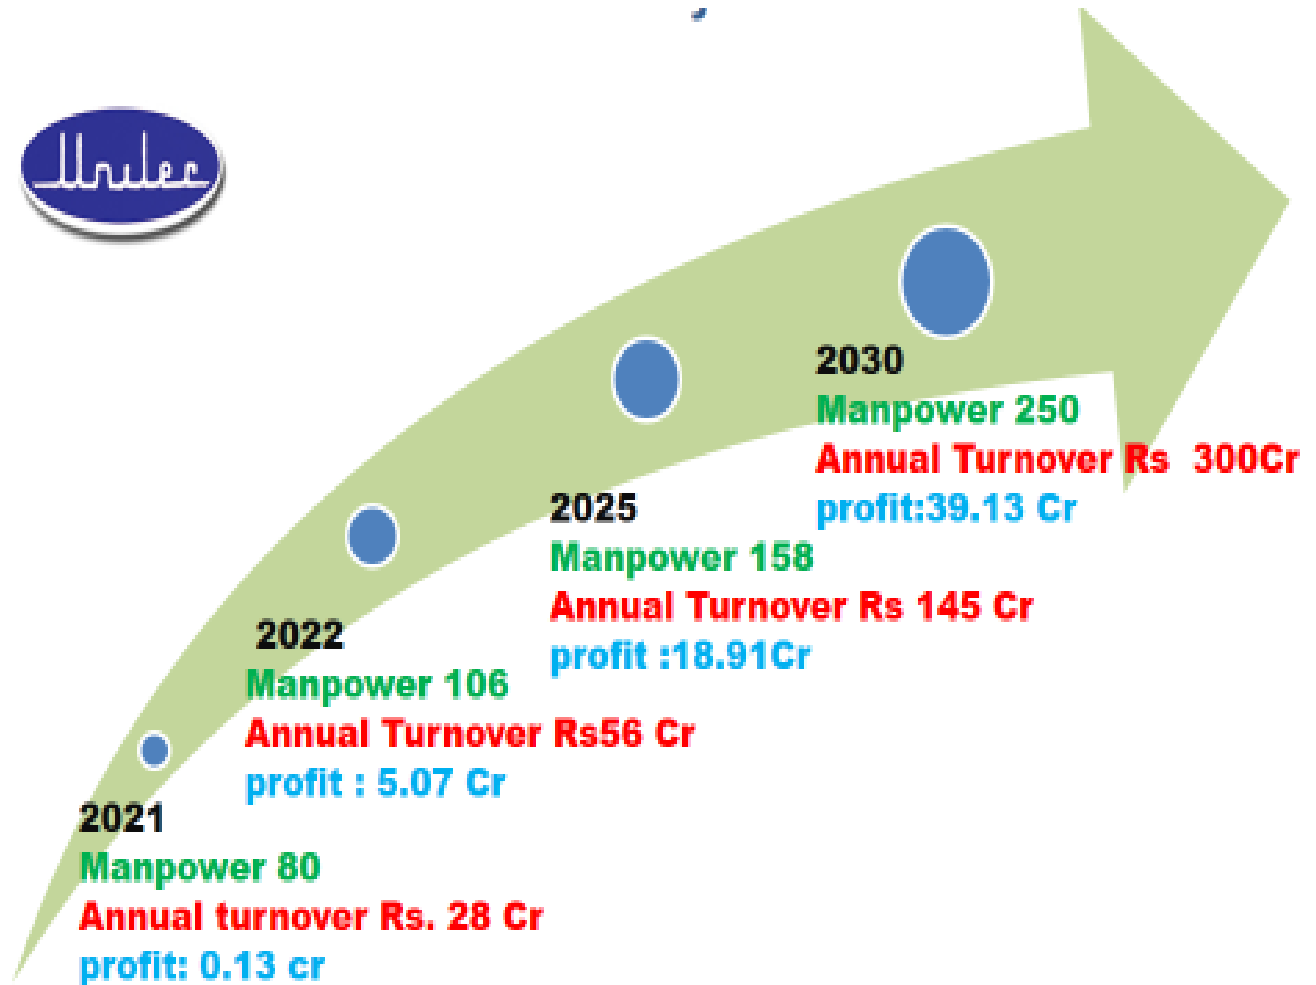 Unilec
2030
Manpower 250
Annual Turnover Rs  300Cr
profit:39.13 Cr
2025
Manpower 158
Annual Turnover Rs 145 Cr
profit :18.91Cr
2022
Manpower 106
Annual Turnover Rs56 Cr
profit : 5.07 Cr
2021
Manpower 80
Annual turnover Rs. 28 Cr
profit: 0.13 cr